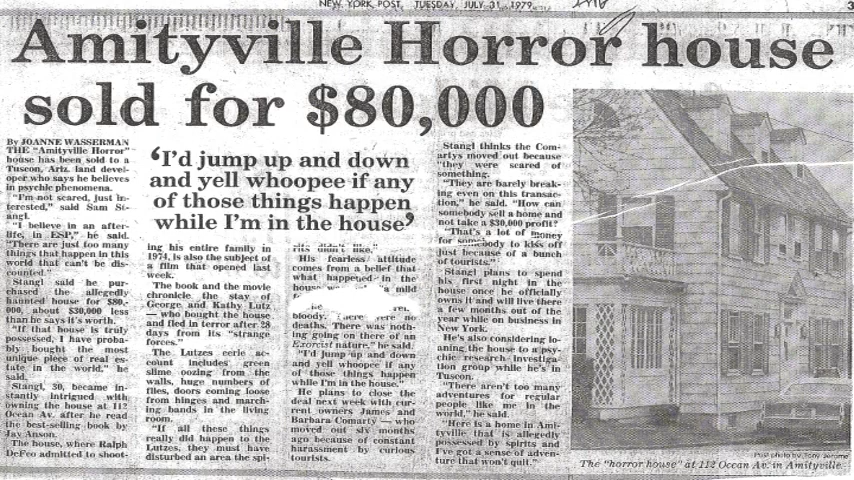 NEW YORK POST, TUESDAY, JULY 31, 1979
3
Amityville Horror house
sold for $80,000
By JOANNE WASSERMAN
THE "Amityville Horror"
house has been sold to a
Tuscon, Ariz. land devel-
oper who says he believes
in psychic phenomena.
"I'm not scared, just in-
terested," said Sam St-
angl.
"I believe in an after-
life, in ESP," he said.
"There are just too many
things that happen in this
world that can't be dis-
counted."
Stangl said he pur-
chased the allegedly
haunted house for $80,-
000, about $30,000 less
than he says it's worth.
"If that house is truly
possessed, I have proba-
bly bought the most
unique piece of real es-
tate in the world," he
said.
Stangl, 30, became in-
stantly intrigued with
owning the house at 112
Ocean Av. after he read
the best-selling book by
Jay Anson.
The house, where Ralph
DeFeo admitted to shoot-
'I'd jump up and down
and yell whoopee if any
of those things happen
while I'm in the house'
ing his entire family in
1974, is also the subject of
a film that opened last
week.
The book and the movie
chronicle the stay of
George and Kathy Lutz
— who bought the house
and fled in terror after 28
days from its "strange
forces."
The Lutzes eerie ac-
count includes green
slime oozing from the
walls, huge numbers of
flies, doors coming loose
from hinges and march-
ing bands in the living
room.
"If all these things
really did happen to the
Lutzes, they must have
disturbed an area the spi-
rits didn't like."
His fearless attitude
comes from a belief that
what happened in the
house mild
bloody. There were no
deaths. There was noth-
ing going on there of an
Exorcist nature," he said.
"I'd jump up and down
and yell whoopee if any
of those things happen
while I'm in the house."
He plans to close the
deal next week with cur-
rent owners James and
Barbara Comarty — who
moved out six months
ago because of constant
harassment by curious
tourists.
Stangl thinks the Com-
artys moved out because
"they were scared of
something.
"They are barely break-
ing even on this transac-
tion," he said. "How can
somebody sell a home and
not take a $30,000 profit?
"That's a lot of money
for somebody to kiss off
just because of a bunch
of tourists."
Stangl plans to spend
his first night in the
house once he officially
owns it and will live there
a few months out of the
year while on business in
New York.
He's also considering lo-
aning the house to a psy-
chic research investiga-
tion group while he's in
Tuscon.
"There aren't too many
adventures for regular
people like me in the
world," he said.
"Here is a home in Ami-
tyville that is allegedly
possessed by spirits and
I've got a sense of adven-
ture that won't quit."
Post photo by Tony Jerome
The "horror house" at 112 Ocean Av. in Amityville.